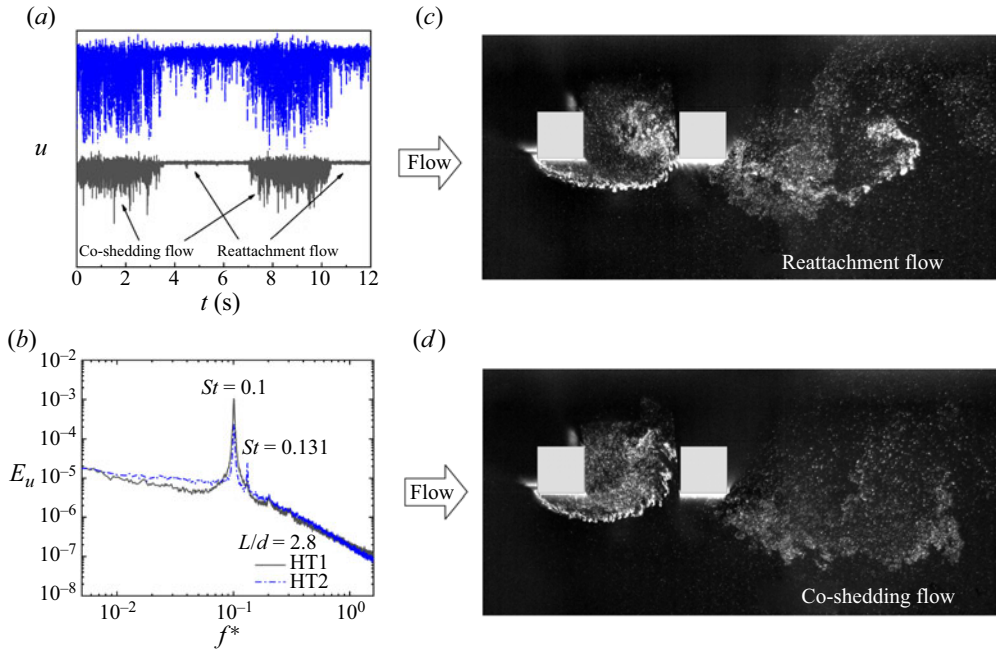 (a)
u
Co-shedding flow
Reattachment flow
0 2 4 6 8 10 12
t (s)
(b)
10⁻²
10⁻³
10⁻⁴
10⁻⁵
10⁻⁶
10⁻⁷
10⁻⁸
E_u
St = 0.1
St = 0.131
L/d = 2.8
HT1
HT2
10⁻² 10⁻¹ 10⁰
f*
(c)
Flow
Reattachment flow
(d)
Flow
Co-shedding flow